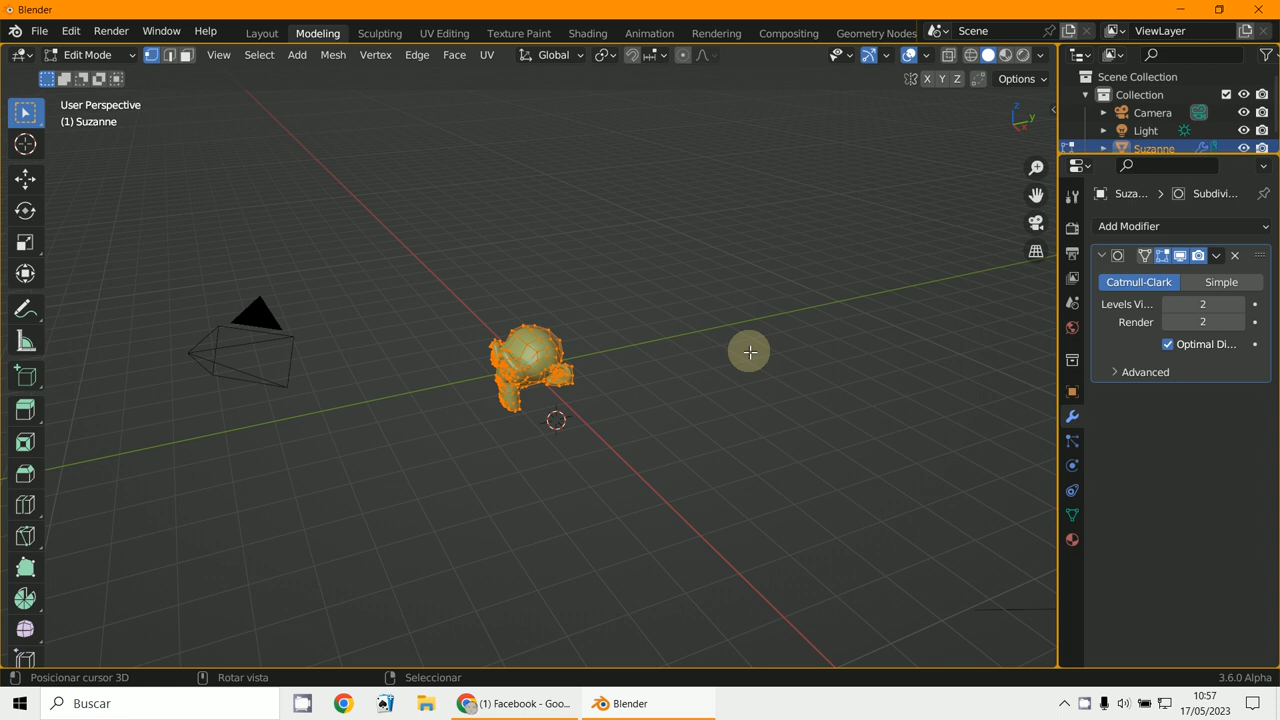 Blender
File Edit Render Window Help Layout Modeling Sculpting UV Editing Texture Paint Shading Animation Rendering Compositing Geometry Nodes Scene ViewLayer
Edit Mode View Select Add Mesh Vertex Edge Face UV Global
X Y Z Options
User Perspective
(1) Suzanne
z
y
x
Scene Collection
Collection
Camera
Light
Suzanne
Suza... Subdivi...
Add Modifier
Catmull-Clark Simple
Levels Vi... 2
Render 2
Optimal Di...
Advanced
Posicionar cursor 3D Rotar vista Seleccionar 3.6.0 Alpha
Buscar (1) Facebook - Goo... Blender 10:57
17/05/2023